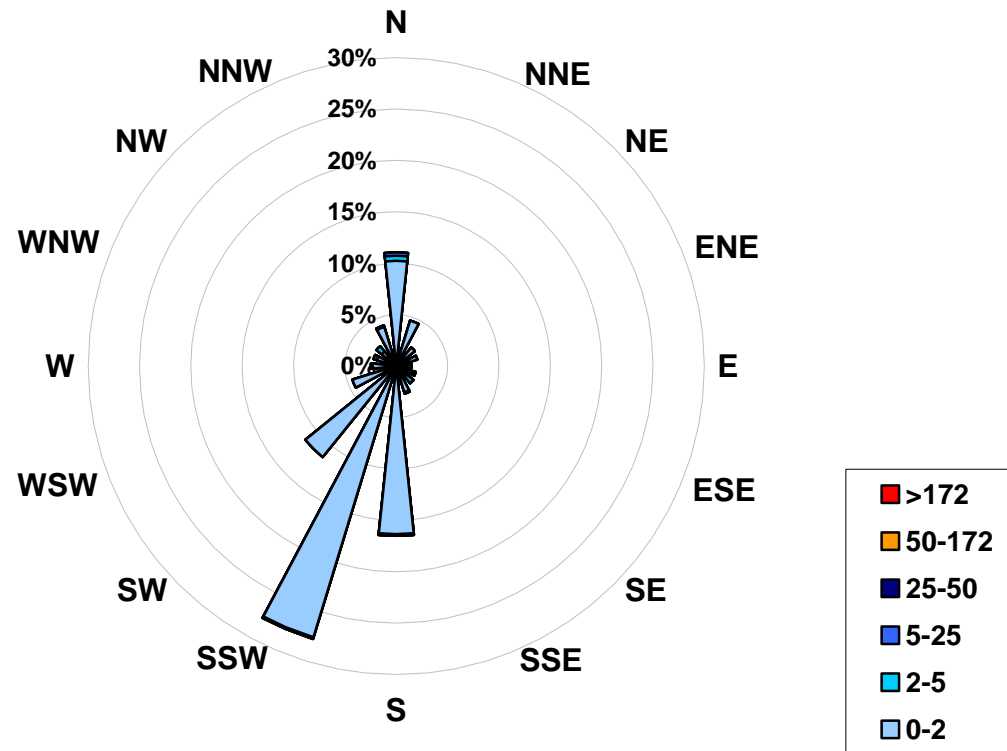 N
30%
NNW
NNE
25%
NW
NE
20%
15%
WNW
ENE
10%
5%
W
0%
E
WSW
ESE
>172
50-172
SW
SE
25-50
SSW
SSE
5-25
S
2-5
0-2